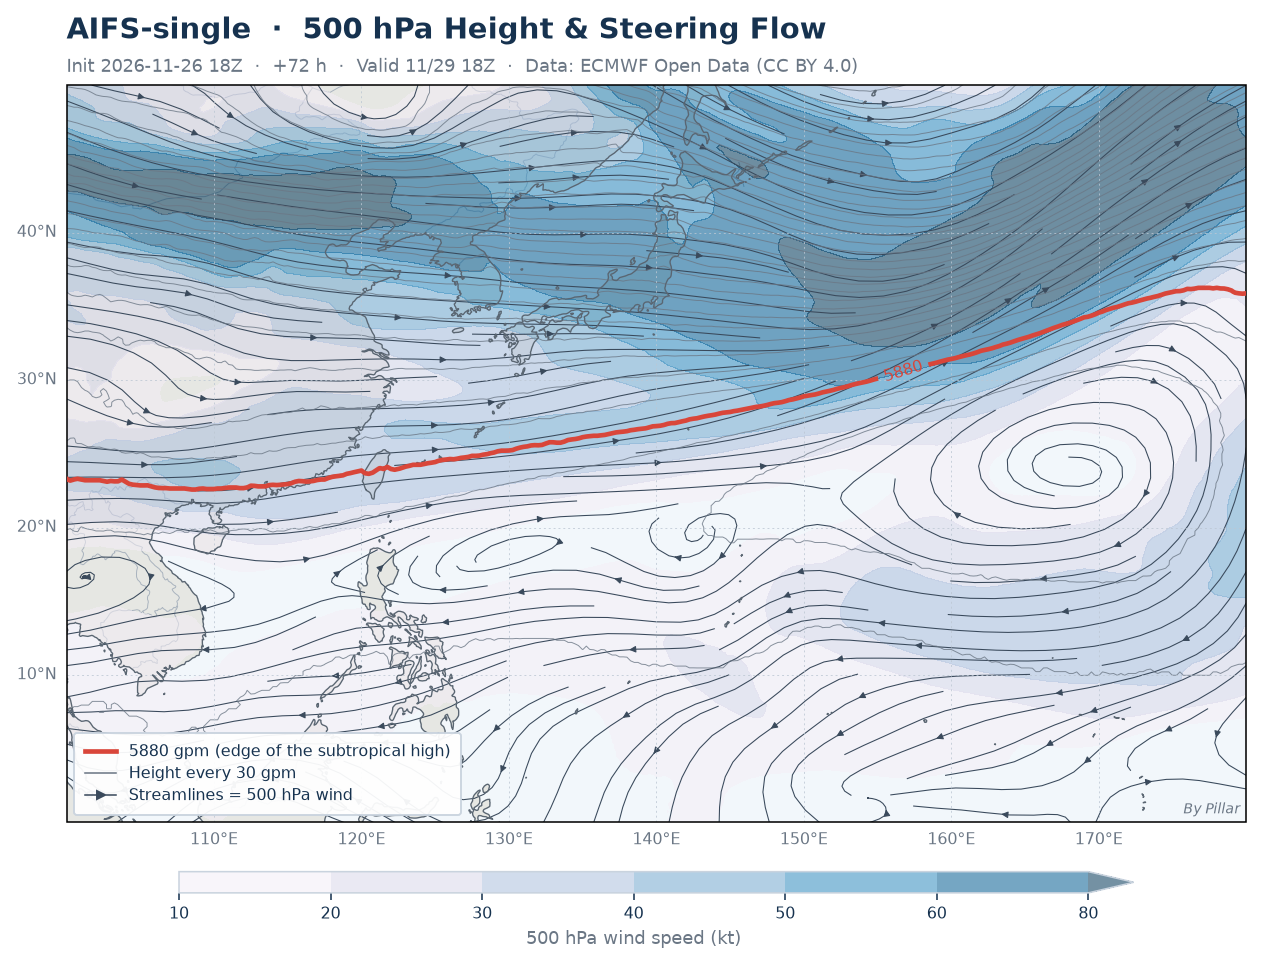 AIFS-single · 500 hPa Height & Steering Flow
Init 2026-11-26 18Z · +72 h · Valid 11/29 18Z · Data: ECMWF Open Data (CC BY 4.0)
40°N
30°N
20°N
10°N
5880
5880 gpm (edge of the subtropical high)
Height every 30 gpm
Streamlines = 500 hPa wind
By Pillar
110°E 120°E 130°E 140°E 150°E 160°E 170°E
10 20 30 40 50 60 80
500 hPa wind speed (kt)